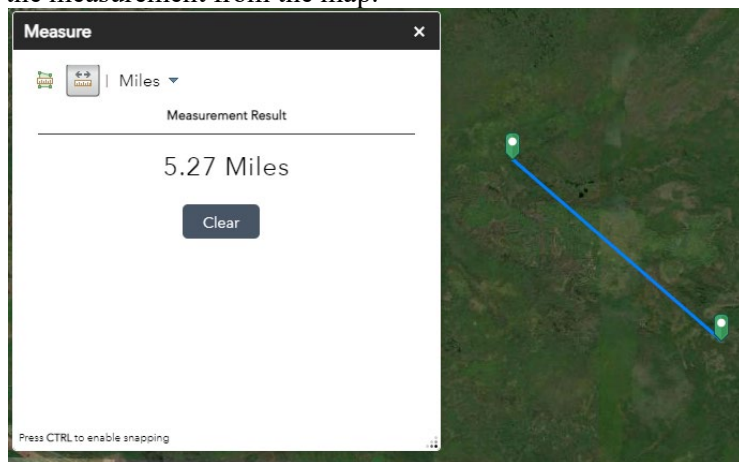 the measurement from the map.
Measure
Miles
Measurement Result
5.27 Miles
Clear
Press CTRL to enable snapping